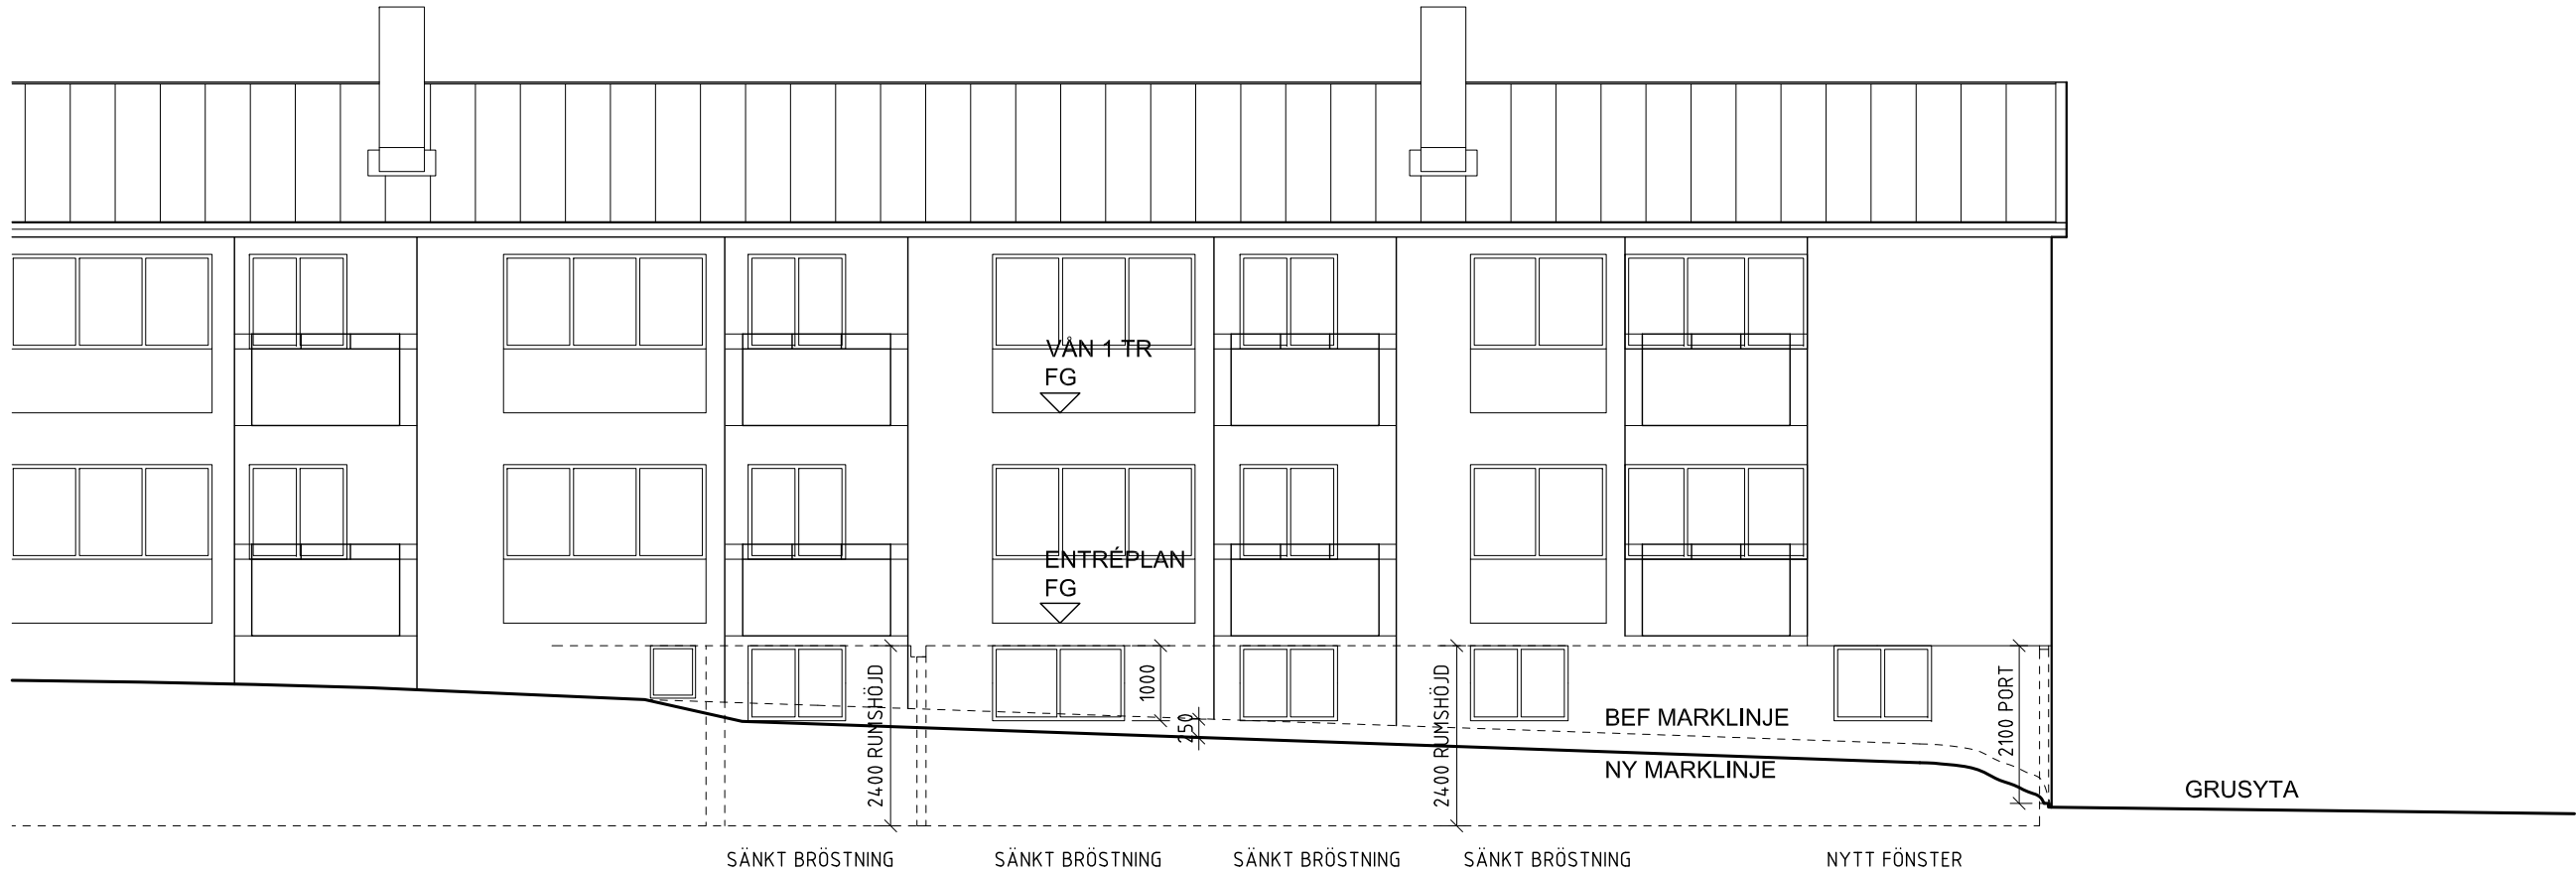 VÅN 1 TR
FG
ENTRÉPLAN
FG
2400 RUMSHÖJD
1000
250
2400 RUMSHÖJD
BEF MARKLINJE
NY MARKLINJE
2100 PORT
GRUSYTA
SÄNKT BRÖSTNING
SÄNKT BRÖSTNING
SÄNKT BRÖSTNING
SÄNKT BRÖSTNING
NYTT FÖNSTER